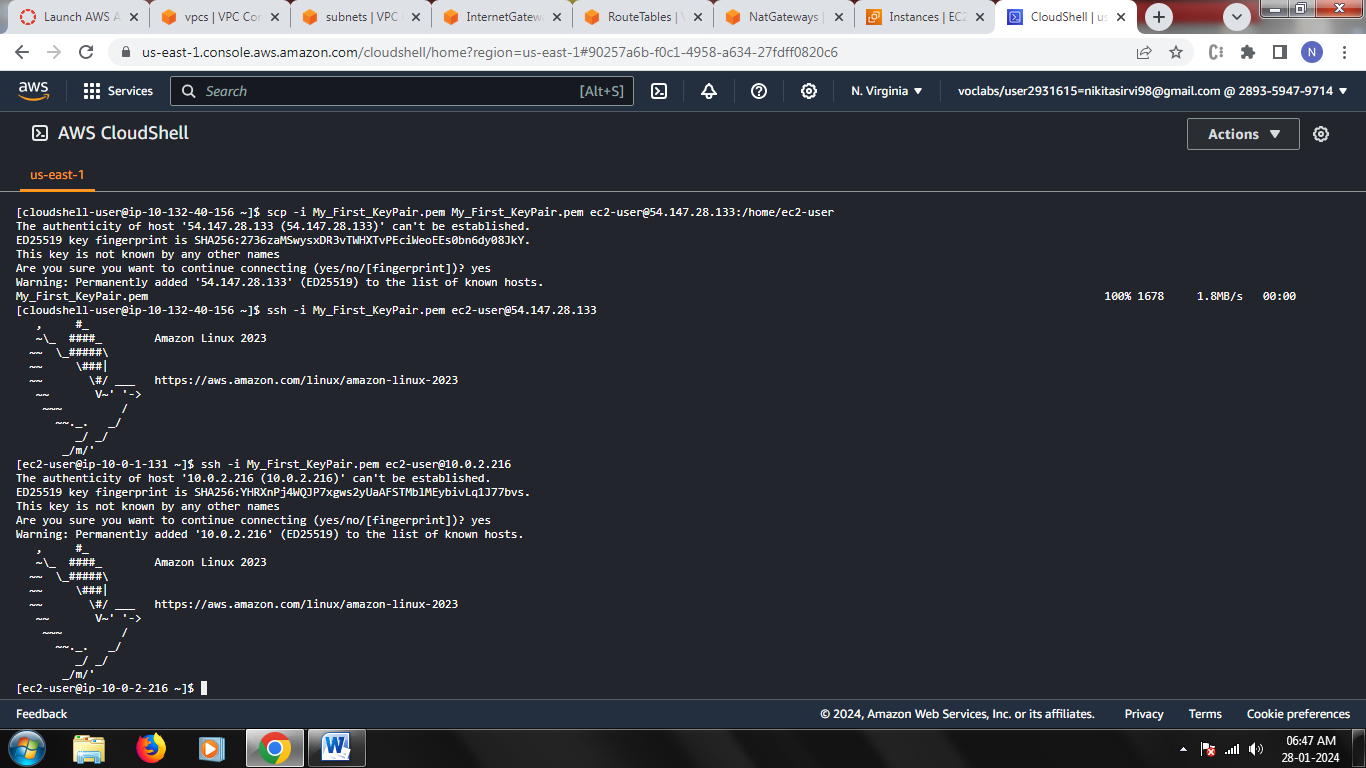 Launch AWS A
vpcs | VPC Con
subnets | VPC
InternetGatew
RouteTables |
NatGateways |
Instances | EC2
CloudShell | us
us-east-1.console.aws.amazon.com/cloudshell/home?region=us-east-1#90257a6b-f0c1-4958-a634-27fdff0820c6
N
aws
Services
Search
[Alt+S]
N. Virginia
voclabs/user2931615=nikitasirvi98@gmail.com @ 2893-5947-9714
AWS CloudShell
Actions
us-east-1
[cloudshell-user@ip-10-132-40-156 ~]$ scp -i My_First_KeyPair.pem My_First_KeyPair.pem ec2-user@54.147.28.133:/home/ec2-user
The authenticity of host '54.147.28.133 (54.147.28.133)' can't be established.
ED25519 key fingerprint is SHA256:2736zaMSwysxDR3vTWHXTvPEciWeoEEs0bn6dy08JkY.
This key is not known by any other names
Are you sure you want to continue connecting (yes/no/[fingerprint])? yes
Warning: Permanently added '54.147.28.133' (ED25519) to the list of known hosts.
My_First_KeyPair.pem 100% 1678 1.8MB/s 00:00
[cloudshell-user@ip-10-132-40-156 ~]$ ssh -i My_First_KeyPair.pem ec2-user@54.147.28.133
   ,     #_
   ~\_  ####_        Amazon Linux 2023
  ~~  \_#####\
  ~~     \###|
  ~~       \#/ ___   https://aws.amazon.com/linux/amazon-linux-2023
   ~~       V~' '->
    ~~~         /
      ~~._.   _/
         _/ _/
       _/m/'
[ec2-user@ip-10-0-1-131 ~]$ ssh -i My_First_KeyPair.pem ec2-user@10.0.2.216
The authenticity of host '10.0.2.216 (10.0.2.216)' can't be established.
ED25519 key fingerprint is SHA256:YHRXnPj4WQJP7xgws2yUaAFSTMblMEybivLq1J77bvs.
This key is not known by any other names
Are you sure you want to continue connecting (yes/no/[fingerprint])? yes
Warning: Permanently added '10.0.2.216' (ED25519) to the list of known hosts.
   ,     #_
   ~\_  ####_        Amazon Linux 2023
  ~~  \_#####\
  ~~     \###|
  ~~       \#/ ___   https://aws.amazon.com/linux/amazon-linux-2023
   ~~       V~' '->
    ~~~         /
      ~~._.   _/
         _/ _/
       _/m/'
[ec2-user@ip-10-0-2-216 ~]$
Feedback
© 2024, Amazon Web Services, Inc. or its affiliates.
Privacy
Terms
Cookie preferences
06:47 AM
28-01-2024